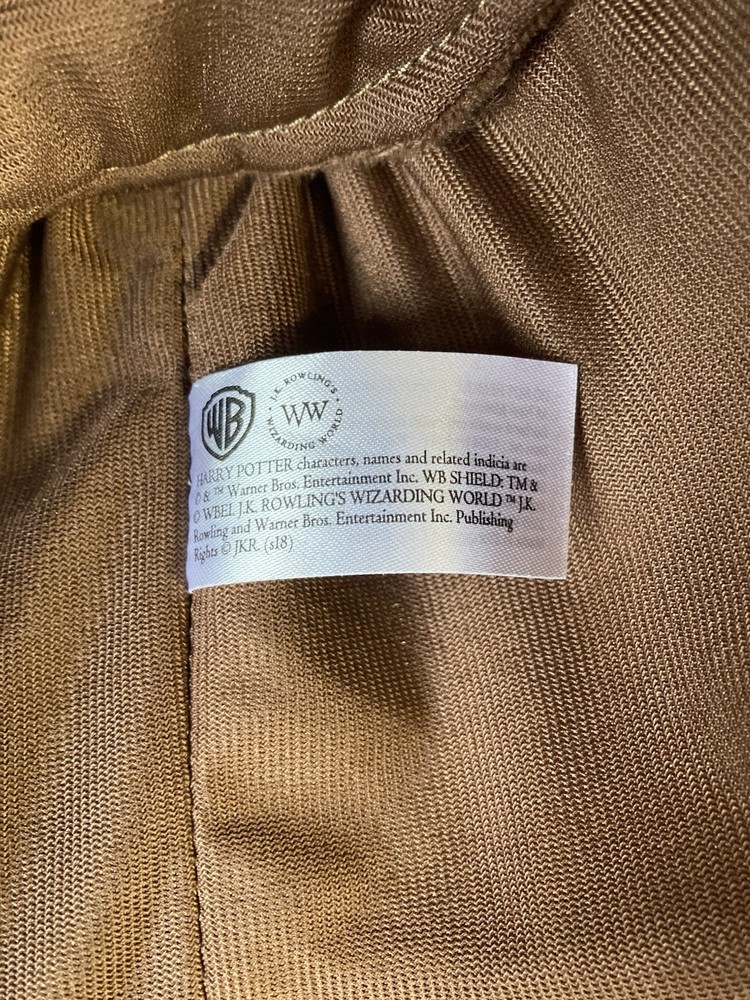 WB
J.K. ROWLING'S
WW
WIZARDING WORLD
HARRY POTTER characters, names and related indicia are
© & ™ Warner Bros. Entertainment Inc. WB SHIELD: TM &
© WBEI. J.K. ROWLING'S WIZARDING WORLD ™ J.K.
Rowling and Warner Bros. Entertainment Inc. Publishing
Rights © JKR. (s18)